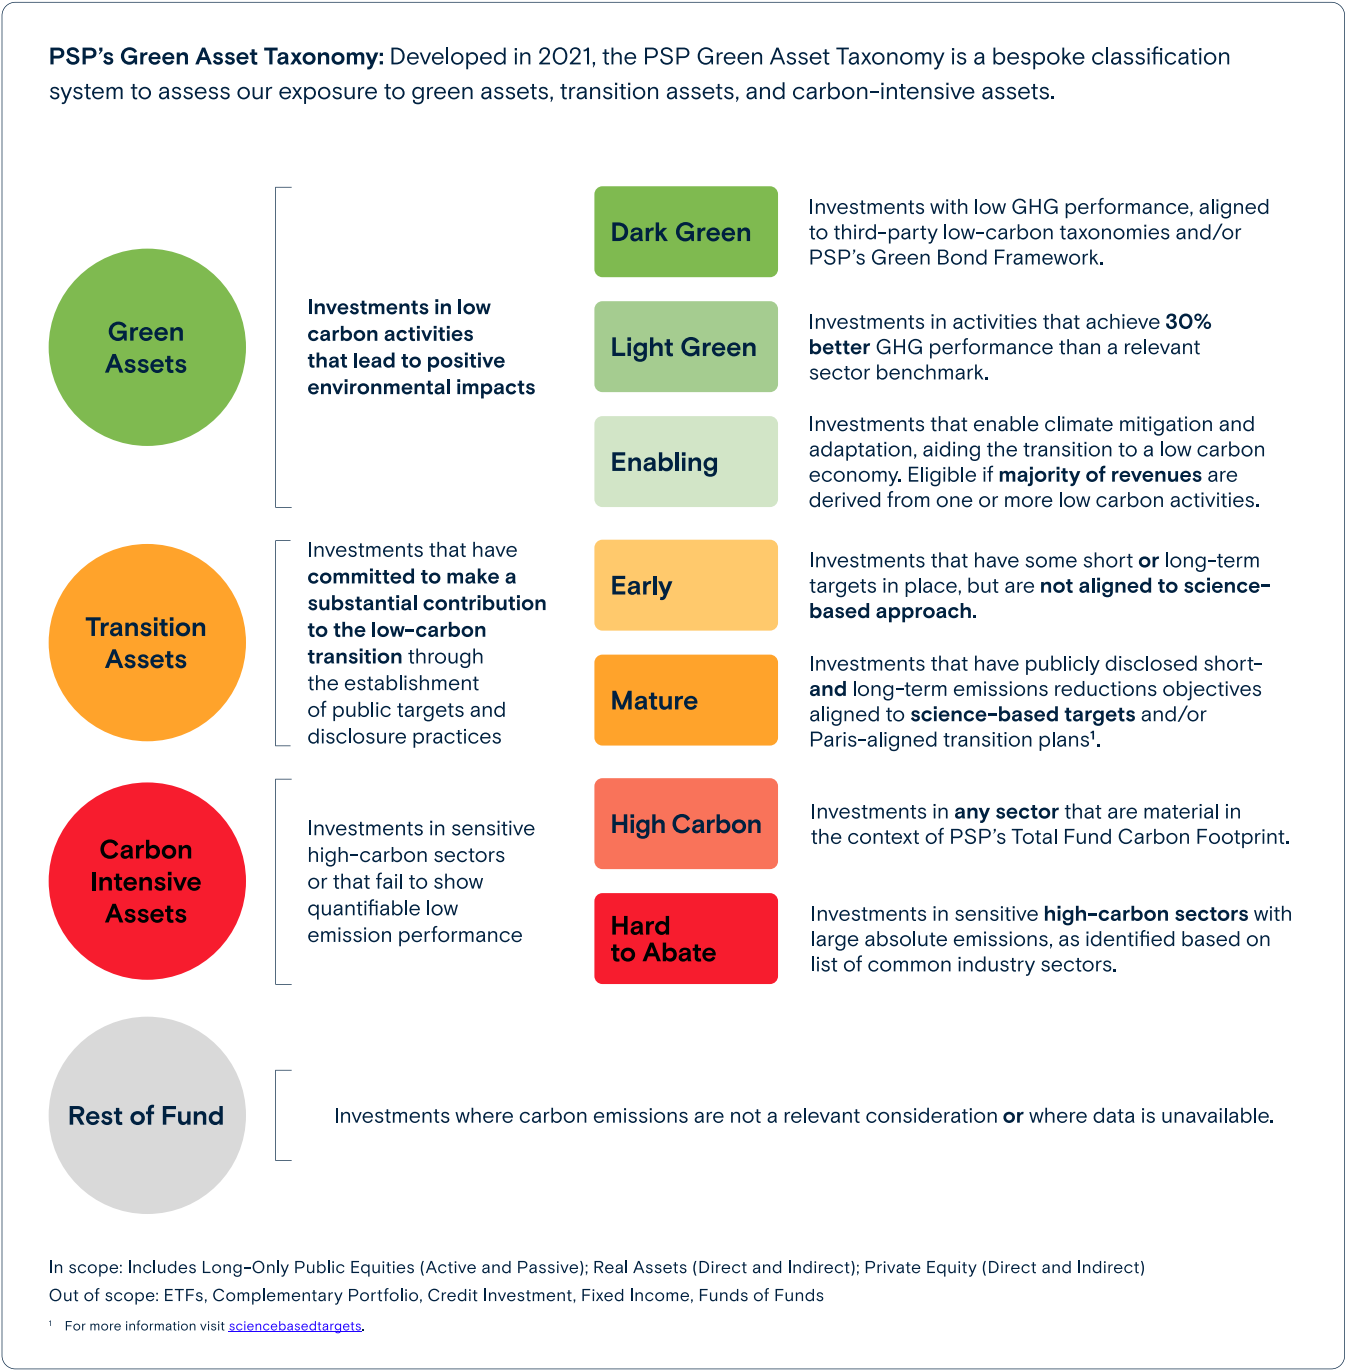 PSP’s Green Asset Taxonomy: Developed in 2021, the PSP Green Asset Taxonomy is a bespoke classification
system to assess our exposure to green assets, transition assets, and carbon-intensive assets.
Green
Assets
Investments in low
carbon activities
that lead to positive
environmental impacts
Dark Green
Investments with low GHG performance, aligned
to third-party low-carbon taxonomies and/or
PSP’s Green Bond Framework.
Light Green
Investments in activities that achieve 30%
better GHG performance than a relevant
sector benchmark.
Enabling
Investments that enable climate mitigation and
adaptation, aiding the transition to a low carbon
economy. Eligible if majority of revenues are
derived from one or more low carbon activities.
Transition
Assets
Investments that have
committed to make a
substantial contribution
to the low-carbon
transition through
the establishment
of public targets and
disclosure practices
Early
Investments that have some short or long-term
targets in place, but are not aligned to science-
based approach.
Mature
Investments that have publicly disclosed short-
and long-term emissions reductions objectives
aligned to science-based targets and/or
Paris-aligned transition plans¹.
Carbon
Intensive
Assets
Investments in sensitive
high-carbon sectors
or that fail to show
quantifiable low
emission performance
High Carbon
Investments in any sector that are material in
the context of PSP’s Total Fund Carbon Footprint.
Hard
to Abate
Investments in sensitive high-carbon sectors with
large absolute emissions, as identified based on
list of common industry sectors.
Rest of Fund
Investments where carbon emissions are not a relevant consideration or where data is unavailable.
In scope: Includes Long-Only Public Equities (Active and Passive); Real Assets (Direct and Indirect); Private Equity (Direct and Indirect)
Out of scope: ETFs, Complementary Portfolio, Credit Investment, Fixed Income, Funds of Funds
¹ For more information visit sciencebasedtargets.